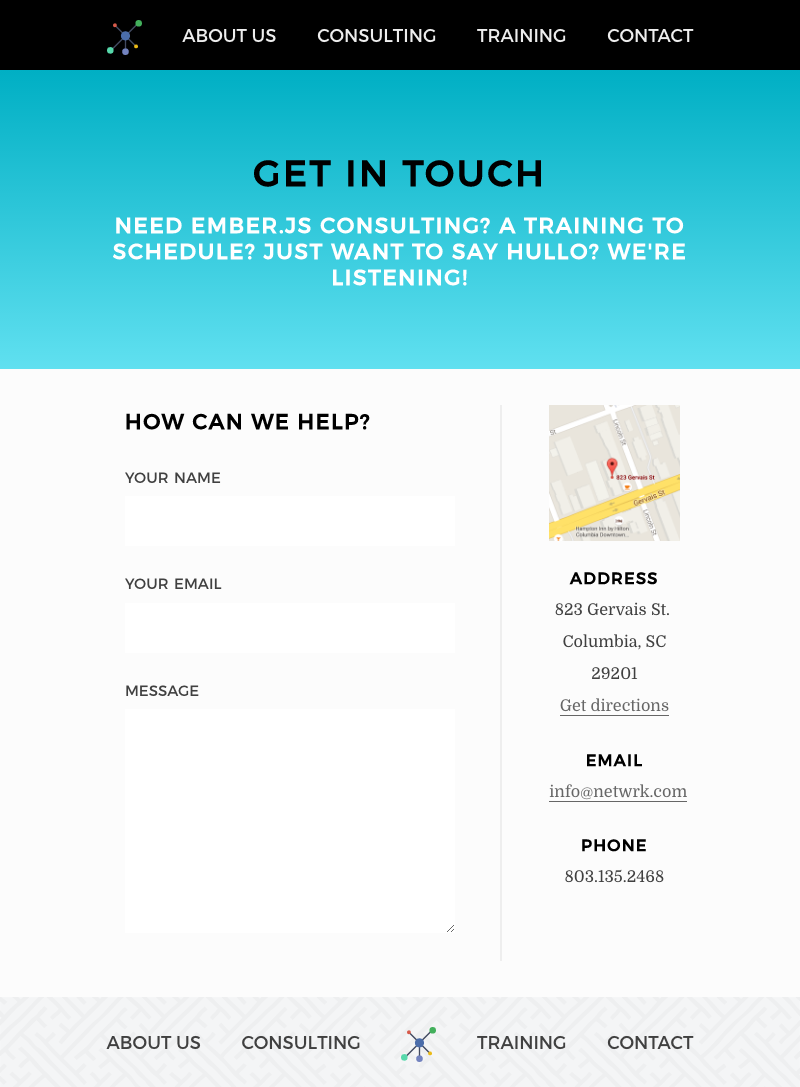 ABOUT US
CONSULTING
TRAINING
CONTACT
GET IN TOUCH
NEED EMBER.JS CONSULTING? A TRAINING TO
SCHEDULE? JUST WANT TO SAY HULLO? WE'RE
LISTENING!
HOW CAN WE HELP?
YOUR NAME
YOUR EMAIL
MESSAGE
Lincoln St
823 Gervais St
Gervais St
Lincoln St
Hampton Inn by Hilton
Columbia Downtown...
ADDRESS
823 Gervais St.
Columbia, SC
29201
Get directions
EMAIL
info@netwrk.com
PHONE
803.135.2468
ABOUT US
CONSULTING
TRAINING
CONTACT